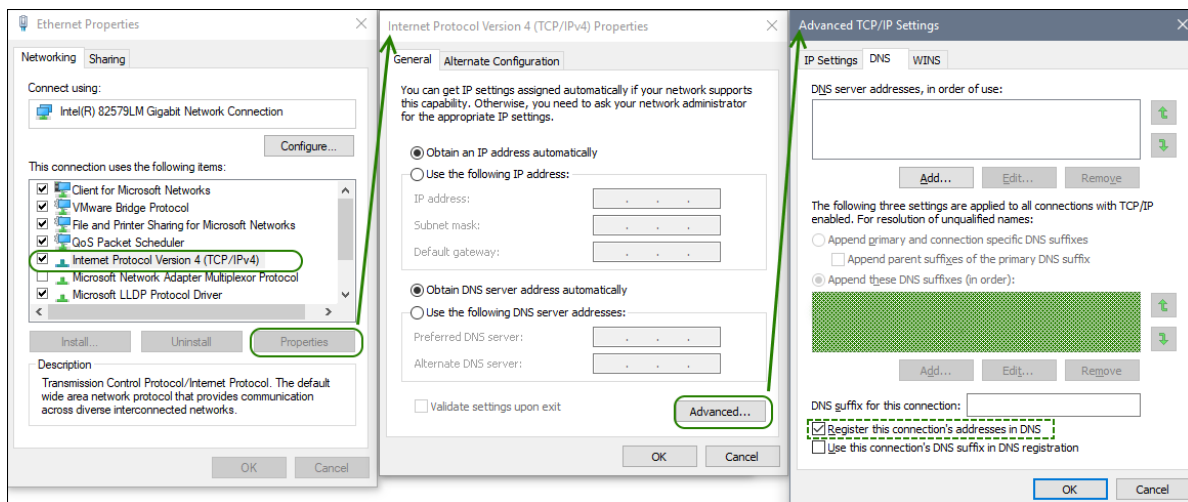 Ethernet Properties
Networking
Sharing
Connect using:
Intel(R) 82579LM Gigabit Network Connection
Configure...
This connection uses the following items:
Client for Microsoft Networks
VMware Bridge Protocol
File and Printer Sharing for Microsoft Networks
QoS Packet Scheduler
Internet Protocol Version 4 (TCP/IPv4)
Microsoft Network Adapter Multiplexor Protocol
Microsoft LLDP Protocol Driver
Install...
Uninstall
Properties
Description
Transmission Control Protocol/Internet Protocol. The default
wide area network protocol that provides communication
across diverse interconnected networks.
OK
Cancel
Internet Protocol Version 4 (TCP/IPv4) Properties
General
Alternate Configuration
You can get IP settings assigned automatically if your network supports
this capability. Otherwise, you need to ask your network administrator
for the appropriate IP settings.
Obtain an IP address automatically
Use the following IP address:
IP address:
Subnet mask:
Default gateway:
Obtain DNS server address automatically
Use the following DNS server addresses:
Preferred DNS server:
Alternate DNS server:
Validate settings upon exit
Advanced...
OK
Cancel
Advanced TCP/IP Settings
IP Settings
DNS
WINS
DNS server addresses, in order of use:
Add...
Edit...
Remove
The following three settings are applied to all connections with TCP/IP
enabled. For resolution of unqualified names:
Append primary and connection specific DNS suffixes
Append parent suffixes of the primary DNS suffix
Append these DNS suffixes (in order):
Add...
Edit...
Remove
DNS suffix for this connection:
Register this connection's addresses in DNS
Use this connection's DNS suffix in DNS registration
OK
Cancel